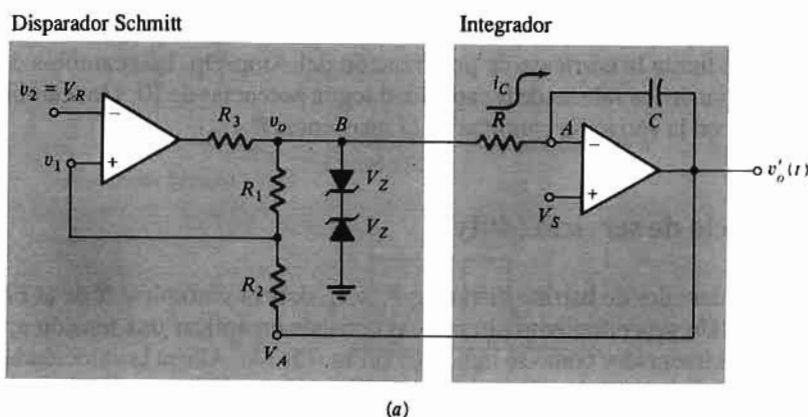 Disparador Schmitt
Integrador
v₂ = V_R
v₁
−
+
R₃
v_o
B
R₁
R₂
V_Z
V_Z
V_A
i_C
R
A
C
−
+
V_S
v'_o(t)
(a)